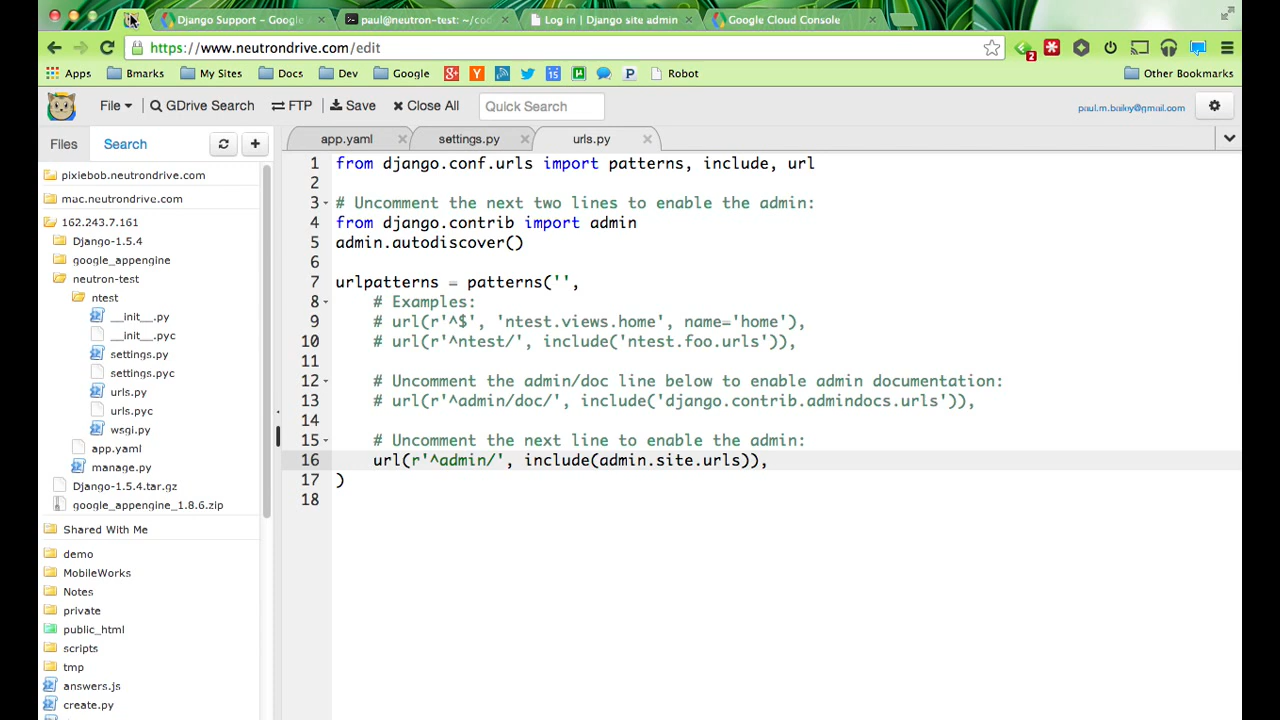 Django Support - Google
paul@neutron-test: ~/cod
Log in | Django site admin
Google Cloud Console
https://www.neutrondrive.com/edit
2
Apps
Bmarks
My Sites
Docs
Dev
Google
15
P
Robot
Other Bookmarks
File
GDrive Search
FTP
Save
Close All
Quick Search
paul.m.bailey@gmail.com
Files
Search
app.yaml
settings.py
urls.py
pixiebob.neutrondrive.com
mac.neutrondrive.com
162.243.7.161
Django-1.5.4
google_appengine
neutron-test
ntest
__init__.py
__init__.pyc
settings.py
settings.pyc
urls.py
urls.pyc
wsgi.py
app.yaml
manage.py
Django-1.5.4.tar.gz
google_appengine_1.8.6.zip
Shared With Me
demo
MobileWorks
Notes
private
public_html
scripts
tmp
answers.js
create.py
1 from django.conf.urls import patterns, include, url
2
3 # Uncomment the next two lines to enable the admin:
4 from django.contrib import admin
5 admin.autodiscover()
6
7 urlpatterns = patterns('',
8 # Examples:
9 # url(r'^$', 'ntest.views.home', name='home'),
10 # url(r'^ntest/', include('ntest.foo.urls')),
11
12 # Uncomment the admin/doc line below to enable admin documentation:
13 # url(r'^admin/doc/', include('django.contrib.admindocs.urls')),
14
15 # Uncomment the next line to enable the admin:
16 url(r'^admin/', include(admin.site.urls)),
17 )
18